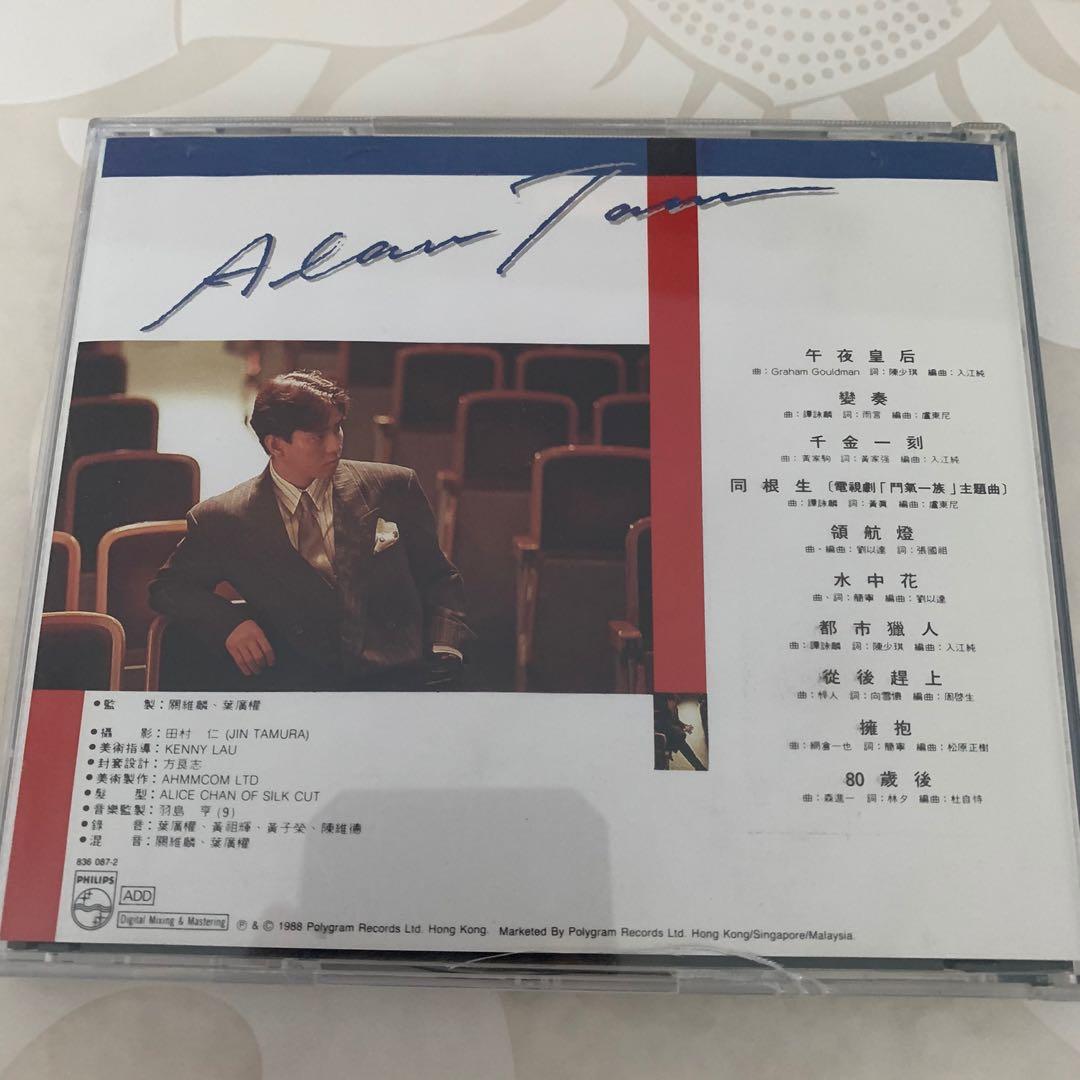 Alan Tam
午夜皇后
曲：Graham Gouldman 詞：陳少琪 編曲：入江純
變奏
曲：譚詠麟 詞：雨言 編曲：盧東尼
千金一刻
曲：黃家駒 詞：黃家强 編曲：入江純
同根生〔電視劇「鬥氣一族」主題曲〕
曲：譚詠麟 詞：黃真 編曲：盧東尼
領航燈
曲、編曲：劉以達 詞：張國祖
水中花
曲、詞：簡寧 編曲：劉以達
都市獵人
曲：譚詠麟 詞：陳少琪 編曲：入江純
從後趕上
曲：梓人 詞：向雪懷 編曲：周啓生
擁抱
曲：網倉一也 詞：簡寧 編曲：松原正樹
80歲後
曲：森進一 詞：林夕 編曲：杜自持
●監 製：關維麟、葉廣權
●攝 影：田村 仁 (JIN TAMURA)
●美術指導：KENNY LAU
●封套設計：方良志
●美術製作：AHMMCOM LTD
●髮 型：ALICE CHAN OF SILK CUT
●音樂監製：羽島 亨 (9)
●錄 音：葉廣權、黃祖輝、黃子榮、陳維德
●混 音：關維麟、葉廣權
836 087-2
PHILIPS
ADD
Digital Mixing & Mastering
℗ & © 1988 Polygram Records Ltd. Hong Kong. Marketed By Polygram Records Ltd. Hong Kong/Singapore/Malaysia.